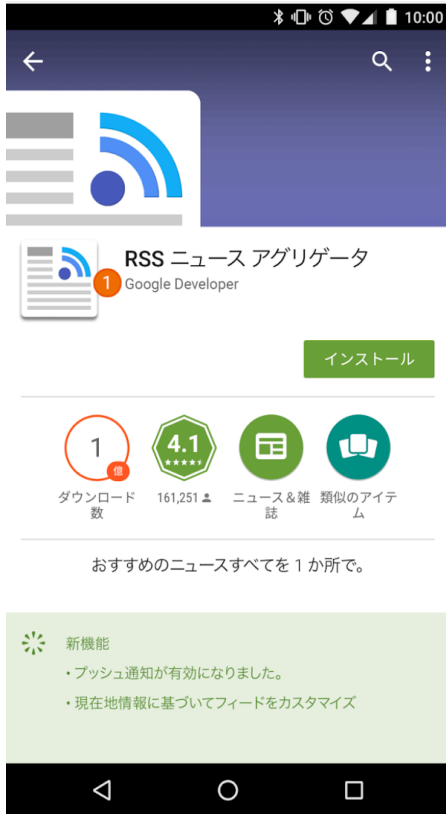 10:00
RSS ニュース アグリゲータ
1
Google Developer
インストール
1
億
4.1
ダウンロード
数
161,251
ニュース＆雑
誌
類似のアイテ
ム
おすすめのニュースすべてを 1 か所で。
新機能
・プッシュ通知が有効になりました。
・現在地情報に基づいてフィードをカスタマイズ